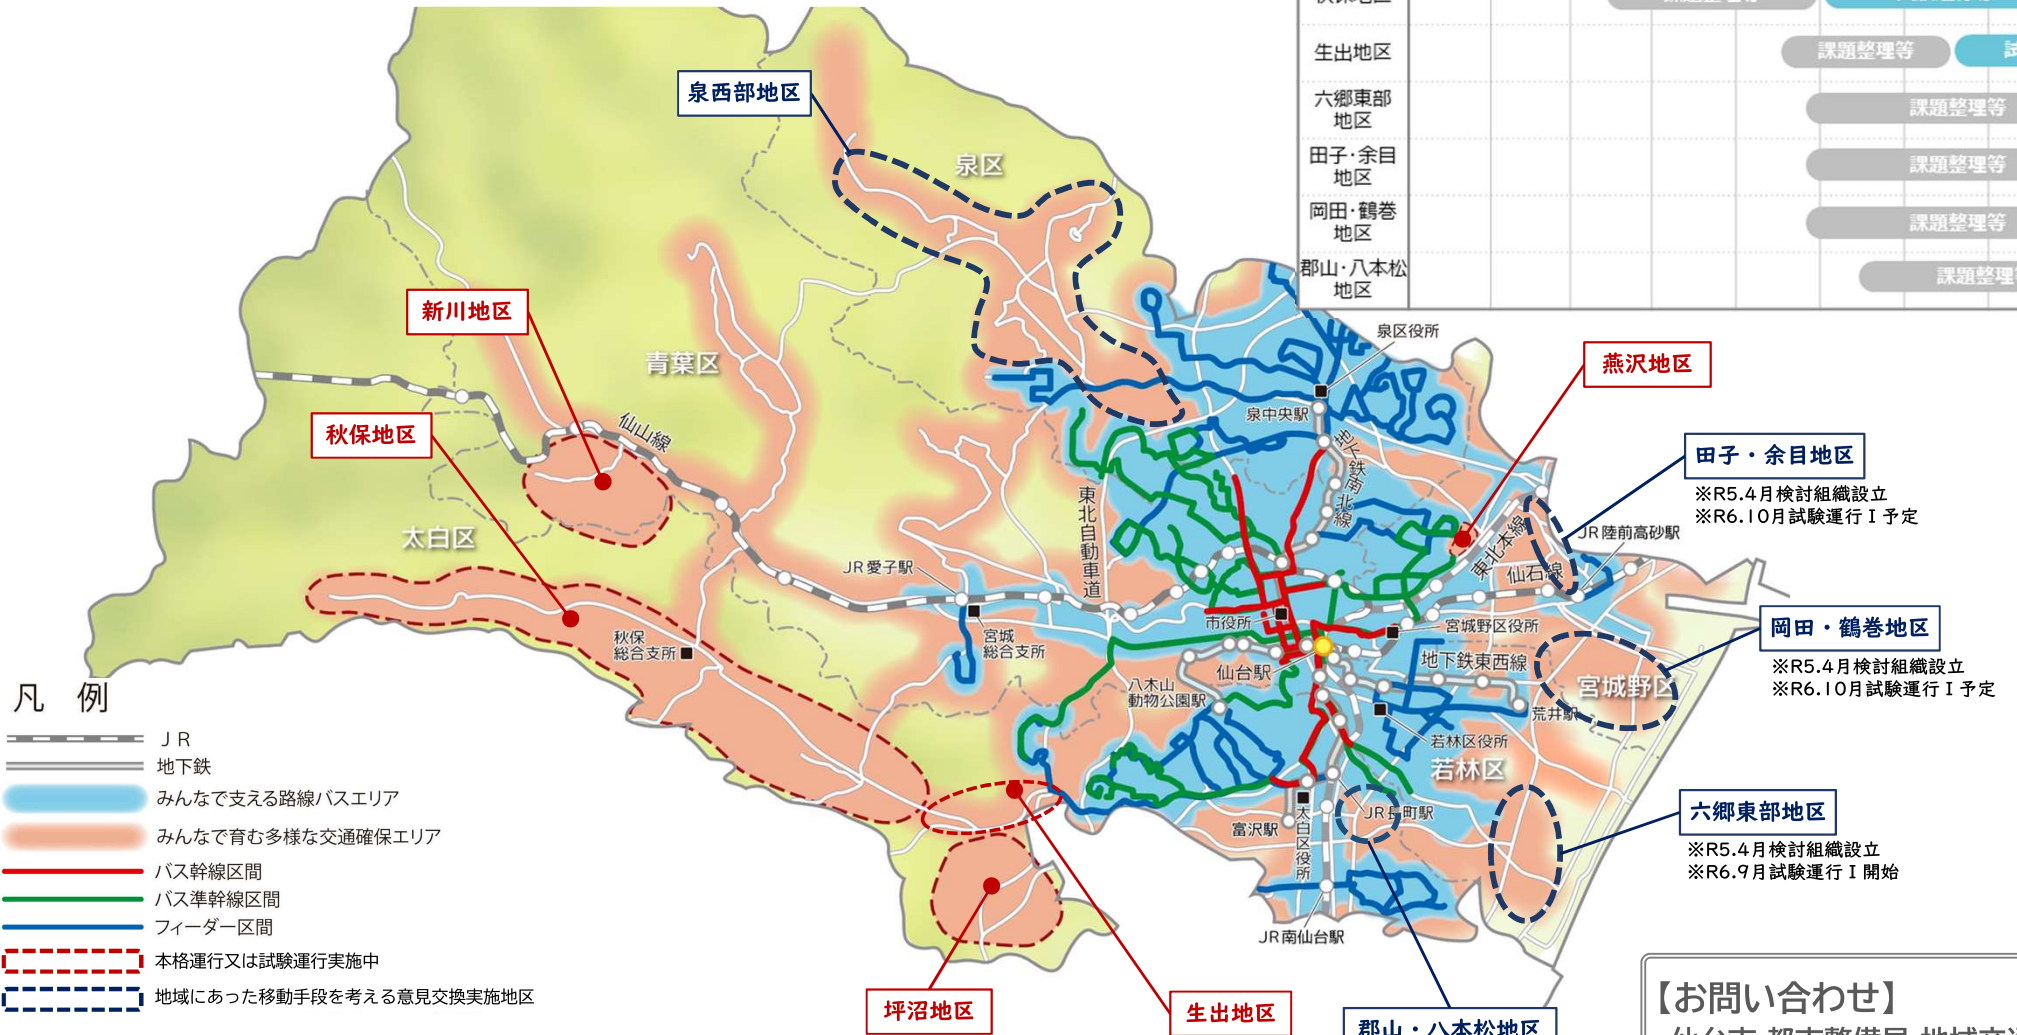 生出地区
課題整理等
六郷東部
地区
課題整理等
田子・余目
地区
課題整理等
岡田・鶴巻
地区
課題整理等
郡山・八本松
地区
泉西部地区
泉区
新川地区
青葉区
秋保地区
仙山線
太白区
泉区役所
燕沢地区
泉中央駅
地下鉄南北線
田子・余目地区
※R5.4月検討組織設立
※R6.10月試験運行Ⅰ予定
東北自動車道
東北本線
JR陸前高砂駅
仙石線
JR愛子駅
市役所
宮城野区役所
岡田・鶴巻地区
※R5.4月検討組織設立
※R6.10月試験運行Ⅰ予定
秋保
総合支所
宮城
総合支所
仙台駅
地下鉄東西線
宮城野区
八木山
動物公園駅
荒井駅
若林区役所
若林区
凡 例
JR
地下鉄
みんなで支える路線バスエリア
みんなで育む多様な交通確保エリア
バス幹線区間
バス準幹線区間
フィーダー区間
本格運行又は試験運行実施中
地域にあった移動手段を考える意見交換実施地区
富沢駅
太白区役所
JR長町駅
六郷東部地区
※R5.4月検討組織設立
※R6.9月試験運行Ⅰ開始
JR南仙台駅
坪沼地区
生出地区
郡山・八本松地区
【お問い合わせ】